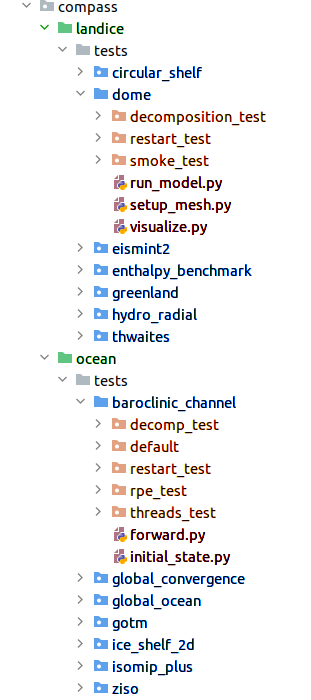 compass
landice
tests
circular_shelf
dome
decomposition_test
restart_test
smoke_test
run_model.py
setup_mesh.py
visualize.py
eismint2
enthalpy_benchmark
greenland
hydro_radial
thwaites
ocean
tests
baroclinic_channel
decomp_test
default
restart_test
rpe_test
threads_test
forward.py
initial_state.py
global_convergence
global_ocean
gotm
ice_shelf_2d
isomip_plus
ziso